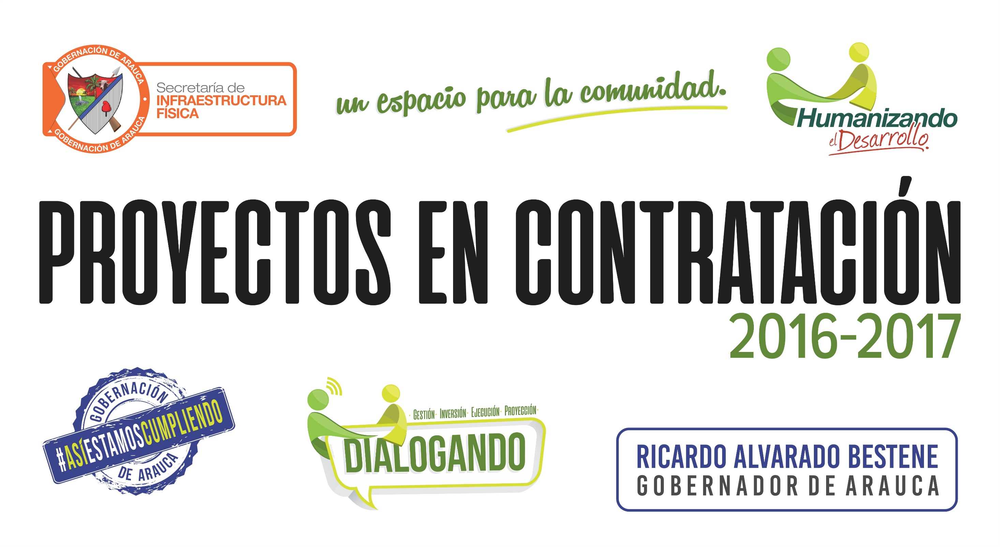 GOBERNACIÓN DE ARAUCA
Secretaría de
INFRAESTRUCTURA
FÍSICA
GOBERNACIÓN DE ARAUCA
un espacio para la comunidad.
Humanizando
el Desarrollo
PROYECTOS EN CONTRATACIÓN
2016-2017
GOBERNACIÓN
#ASÍESTAMOSCUMPLIENDO
DE ARAUCA
· GESTIÓN · INVERSIÓN · EJECUCIÓN · PROYECCIÓN ·
DIALOGANDO
RICARDO ALVARADO BESTENE
GOBERNADOR DE ARAUCA